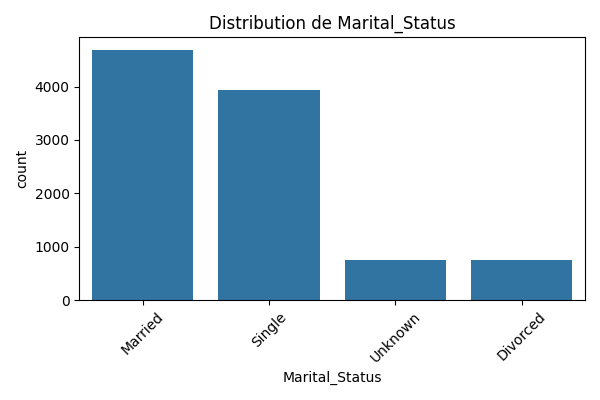 Distribution de Marital_Status
count
4000
3000
2000
1000
0
Married
Single
Unknown
Divorced
Marital_Status